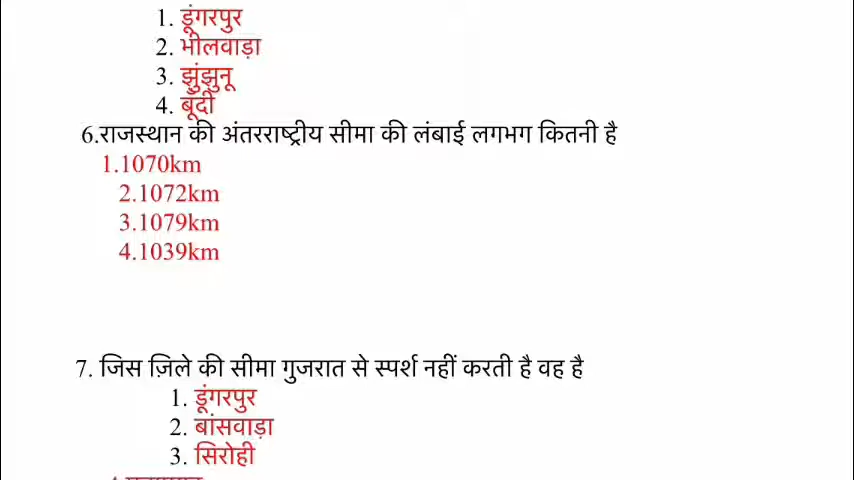 1. डूंगरपुर
2. भीलवाड़ा
3. झुंझुनू
4. बूँदी
6.राजस्थान की अंतरराष्ट्रीय सीमा की लंबाई लगभग कितनी है
1.1070km
2.1072km
3.1079km
4.1039km
7. जिस ज़िले की सीमा गुजरात से स्पर्श नहीं करती है वह है
1. डूंगरपुर
2. बांसवाड़ा
3. सिरोही